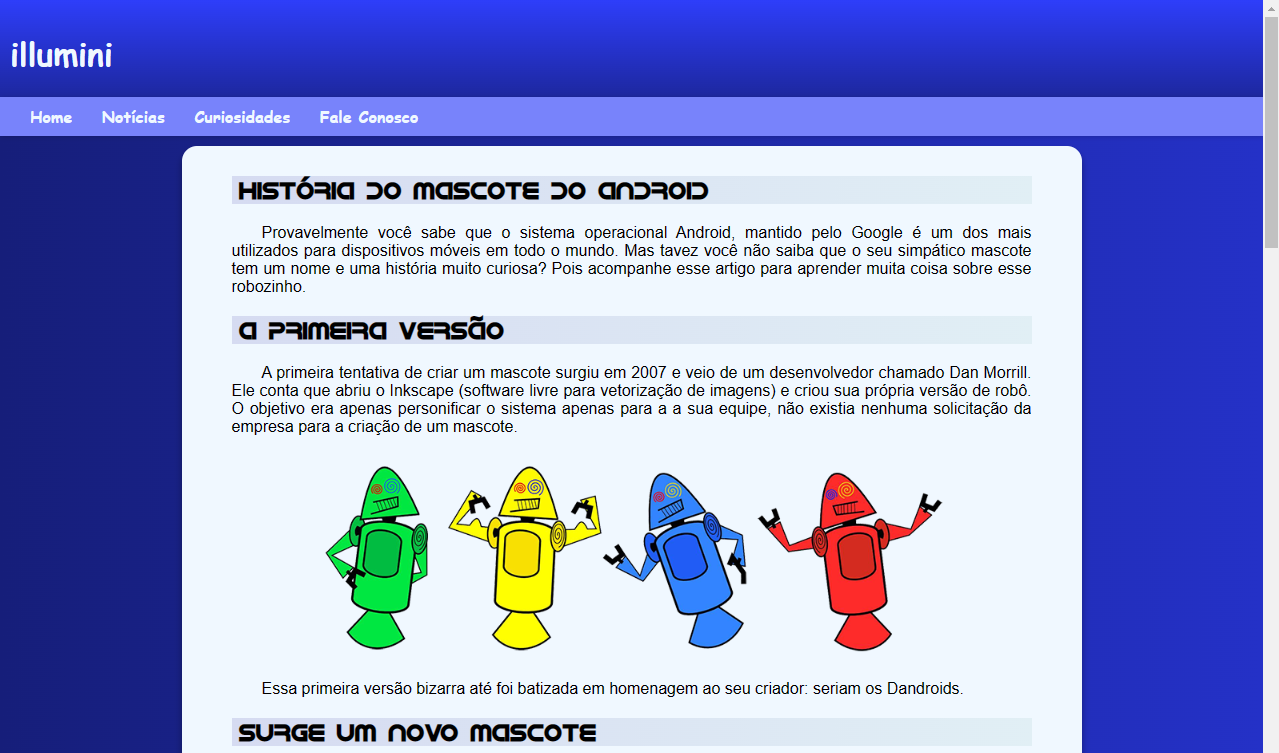 illumini
Home Notícias Curiosidades Fale Conosco
HISTÓRIA DO MASCOTE DO ANDROID
Provavelmente você sabe que o sistema operacional Android, mantido pelo Google é um dos mais
utilizados para dispositivos móveis em todo o mundo. Mas tavez você não saiba que o seu simpático mascote
tem um nome e uma história muito curiosa? Pois acompanhe esse artigo para aprender muita coisa sobre esse
robozinho.
A PRIMEIRA VERSÃO
A primeira tentativa de criar um mascote surgiu em 2007 e veio de um desenvolvedor chamado Dan Morrill.
Ele conta que abriu o Inkscape (software livre para vetorização de imagens) e criou sua própria versão de robô.
O objetivo era apenas personificar o sistema apenas para a a sua equipe, não existia nenhuma solicitação da
empresa para a criação de um mascote.
Essa primeira versão bizarra até foi batizada em homenagem ao seu criador: seriam os Dandroids.
SURGE UM NOVO MASCOTE